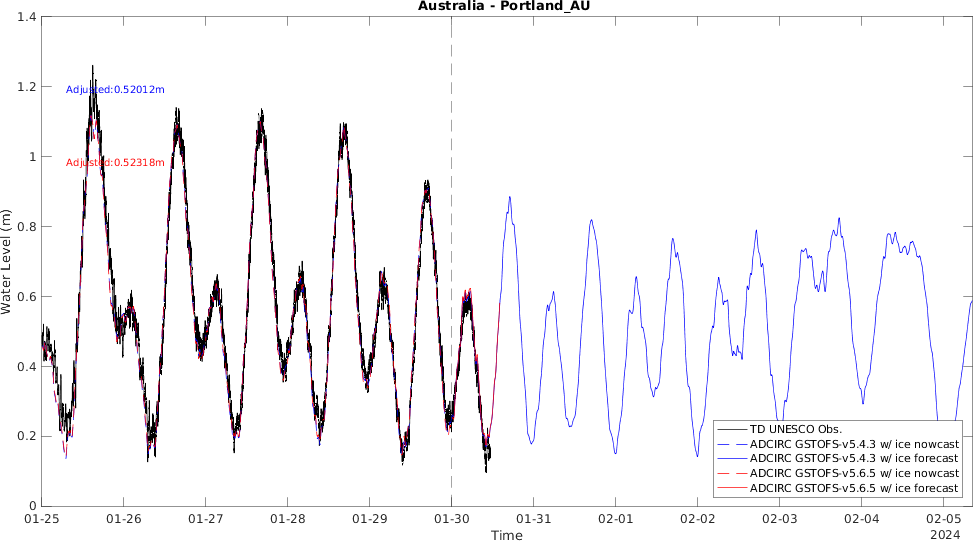 Australia - Portland_AU
1.4
1.2
1
0.8
0.6
0.4
0.2
0
Water Level (m)
Adjusted:0.52012m
Adjusted:0.52318m
TD UNESCO Obs.
ADCIRC GSTOFS-v5.4.3 w/ ice nowcast
ADCIRC GSTOFS-v5.4.3 w/ ice forecast
ADCIRC GSTOFS-v5.6.5 w/ ice nowcast
ADCIRC GSTOFS-v5.6.5 w/ ice forecast
01-25 01-26 01-27 01-28 01-29 01-30 01-31 02-01 02-02 02-03 02-04 02-05
2024
Time